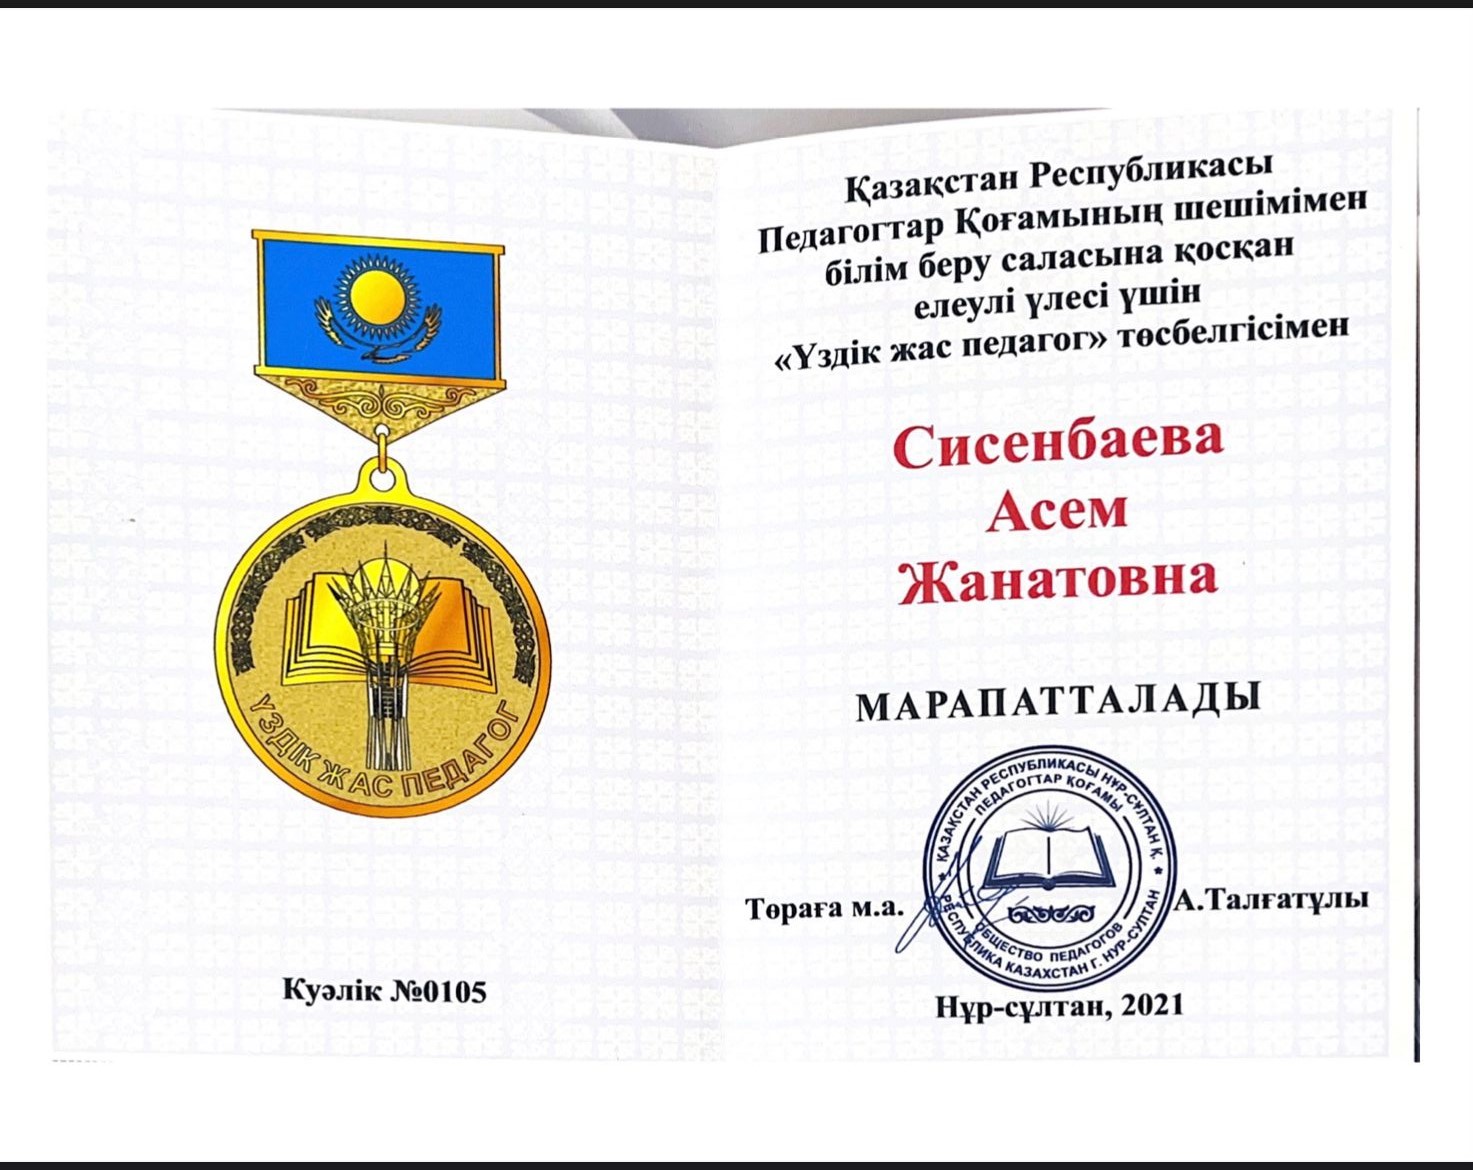 ҮЗДІК ЖАС ПЕДАГОГ
Куәлік №0105
Қазақстан Республикасы
Педагогтар Қоғамының шешімімен
білім беру саласына қосқан
елеулі үлесі үшін
«Үздік жас педагог» төсбелгісімен
Сисенбаева
Асем
Жанатовна
МАРАПАТТАЛАДЫ
ҚАЗАҚСТАН РЕСПУБЛИКАСЫ НҰР-СҰЛТАН Қ.
ПЕДАГОГТАР ҚОҒАМЫ
ОБЩЕСТВО ПЕДАГОГОВ
РЕСПУБЛИКА КАЗАХСТАН Г. НУР-СУЛТАН
Төраға м.а. А.Талғатұлы
Нұр-сұлтан, 2021